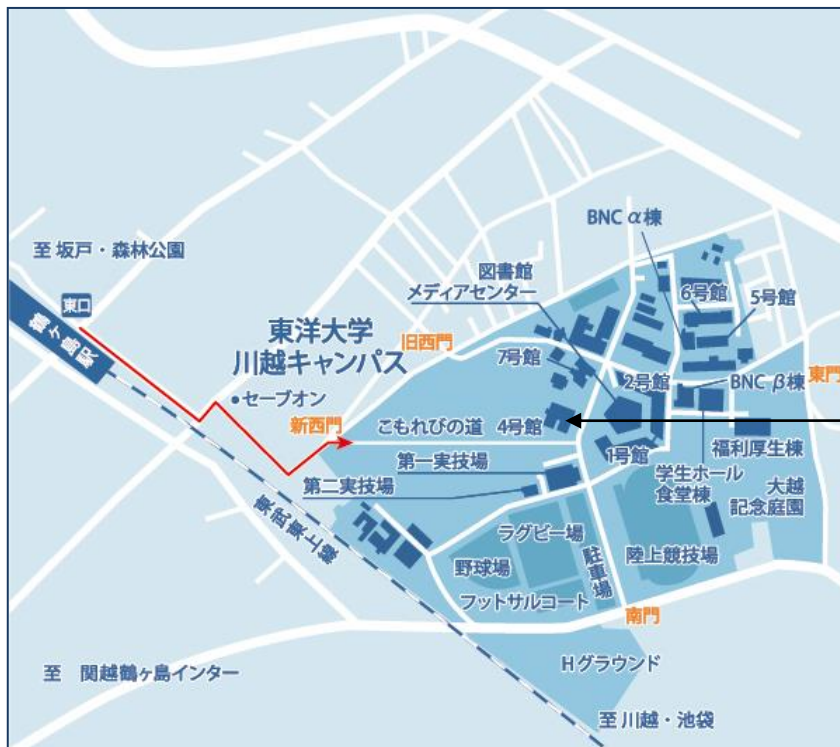 BNC α棟
至 坂戸・森林公園
図書館
メディアセンター
6号館
5号館
東口
鶴ヶ島駅
東洋大学
川越キャンパス
旧西門
7号館
2号館
BNC β棟
東門
セーブオン
新西門
こもれびの道
4号館
1号館
福利厚生棟
第一実技場
学生ホール
食堂棟
第二実技場
大越
記念庭園
東武東上線
ラグビー場
駐車場
陸上競技場
野球場
フットサルコート
南門
Hグラウンド
至 関越鶴ヶ島インター
至 川越・池袋